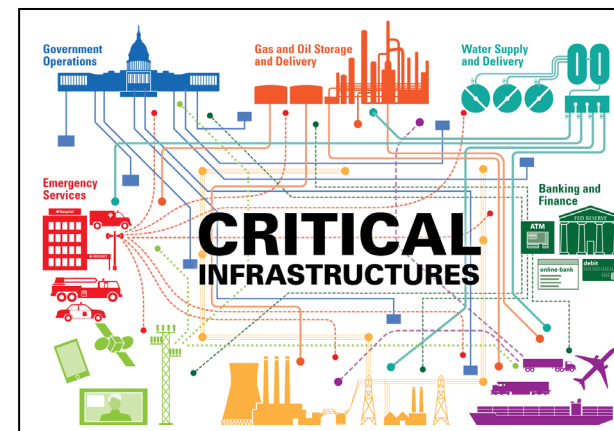 Government
Operations
Gas and Oil Storage
and Delivery
Water Supply
and Delivery
Emergency
Services
Hospital
CRITICAL
INFRASTRUCTURES
Banking and
Finance
FED RESERVE
ATM
online-bank
debit